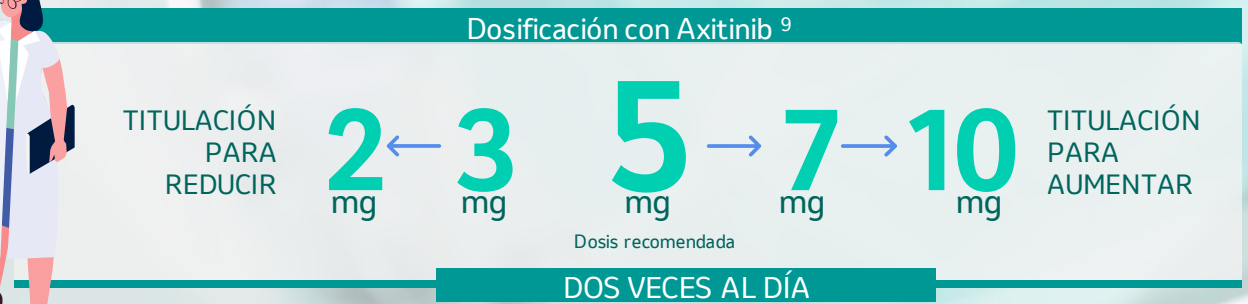 Dosificación con Axitinib 9
TITULACIÓN
PARA
REDUCIR
2 mg
3 mg
5 mg
7 mg
10 mg
TITULACIÓN
PARA
AUMENTAR
Dosis recomendada
DOS VECES AL DÍA